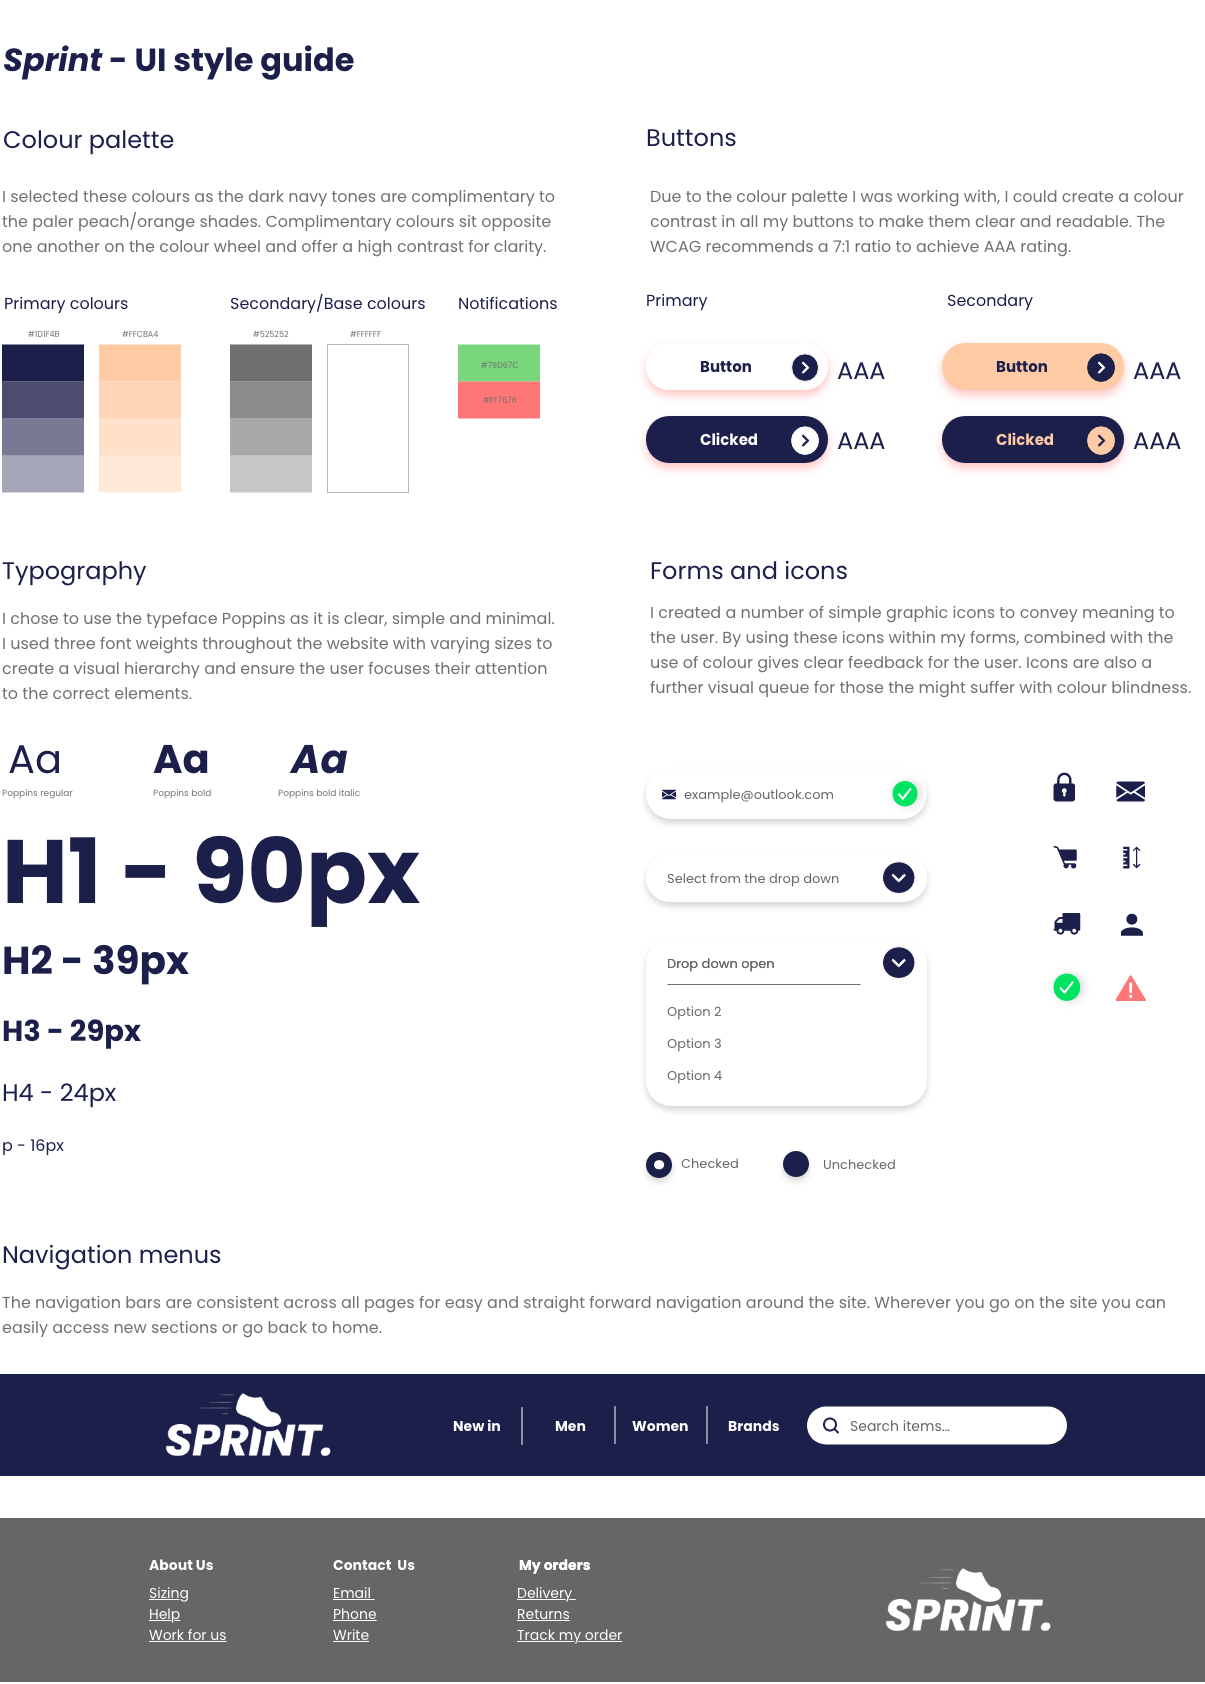 Sprint - UI style guide
Colour palette
I selected these colours as the dark navy tones are complimentary to
the paler peach/orange shades. Complimentary colours sit opposite
one another on the colour wheel and offer a high contrast for clarity.
Primary colours
Secondary/Base colours
Notifications
#1D1F4B
#FFCBA4
#525252
#FFFFFF
#79D67C
#FF7676
Buttons
Due to the colour palette I was working with, I could create a colour
contrast in all my buttons to make them clear and readable. The
WCAG recommends a 7:1 ratio to achieve AAA rating.
Primary
Secondary
Button
AAA
Button
AAA
Clicked
AAA
Clicked
AAA
Typography
I chose to use the typeface Poppins as it is clear, simple and minimal.
I used three font weights throughout the website with varying sizes to
create a visual hierarchy and ensure the user focuses their attention
to the correct elements.
Aa
Aa
Aa
Poppins regular
Poppins bold
Poppins bold italic
H1 - 90px
H2 - 39px
H3 - 29px
H4 - 24px
p - 16px
Forms and icons
I created a number of simple graphic icons to convey meaning to
the user. By using these icons within my forms, combined with the
use of colour gives clear feedback for the user. Icons are also a
further visual queue for those the might suffer with colour blindness.
example@outlook.com
Select from the drop down
Drop down open
Option 2
Option 3
Option 4
Checked
Unchecked
Navigation menus
The navigation bars are consistent across all pages for easy and straight forward navigation around the site. Wherever you go on the site you can
easily access new sections or go back to home.
SPRINT.
New in
Men
Women
Brands
Search items...
About Us
Sizing
Help
Work for us
Contact Us
Email
Phone
Write
My orders
Delivery
Returns
Track my order
SPRINT.